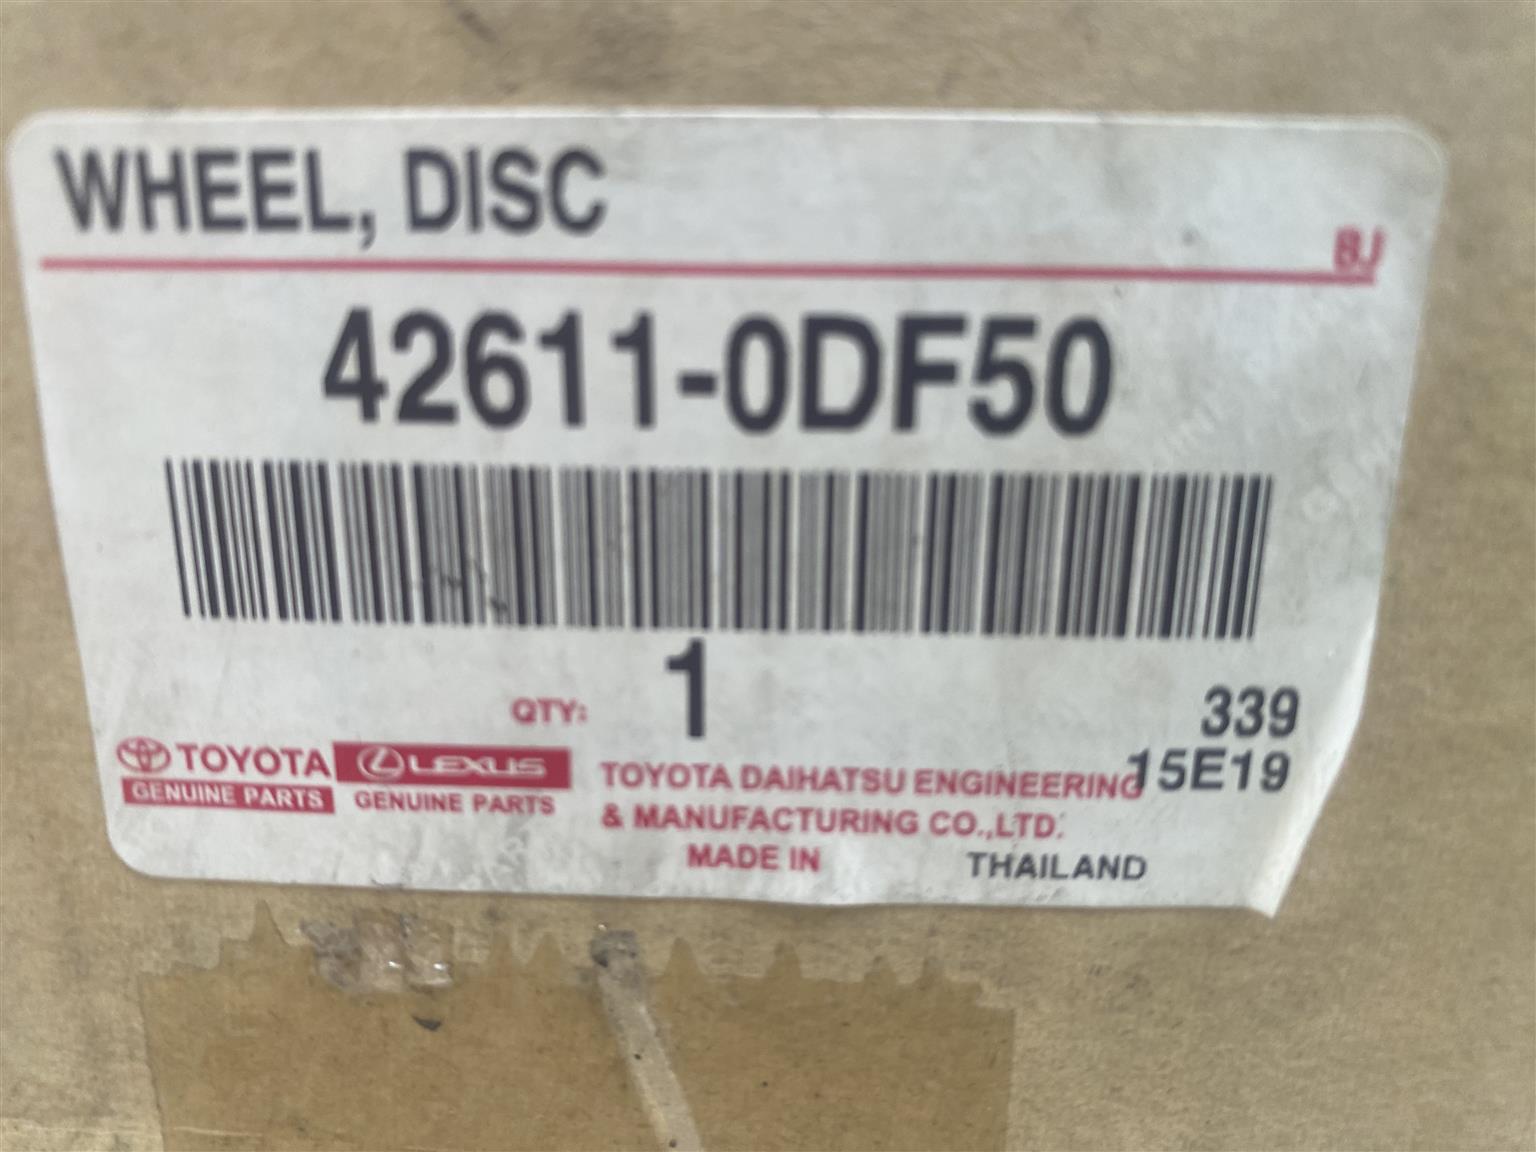 WHEEL, DISC
BJ
42611-0DF50
1
QTY:
339
15E19
TOYOTA
GENUINE PARTS
LEXUS
GENUINE PARTS
TOYOTA DAIHATSU ENGINEERING
& MANUFACTURING CO.,LTD.
MADE IN THAILAND